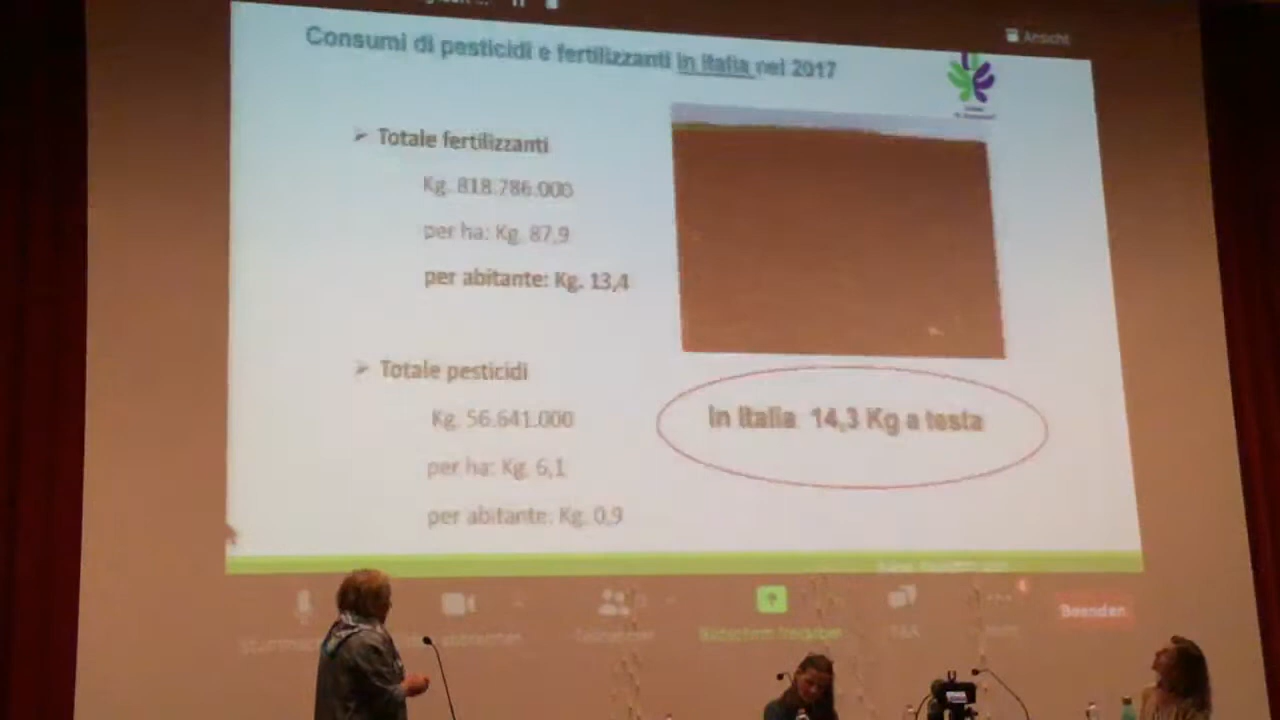 Ansicht
Consumi di pesticidi e fertilizzanti in italia nel 2017
➢ Totale fertilizzanti
Kg. 818.786.000
per ha: Kg. 87,9
per abitante: Kg. 13,4
➢ Totale pesticidi
Kg. 56.641.000
per ha: Kg. 6,1
per abitante: Kg. 0,9
In Italia 14,3 Kg a testa
Bildschirm freigeben
Beenden